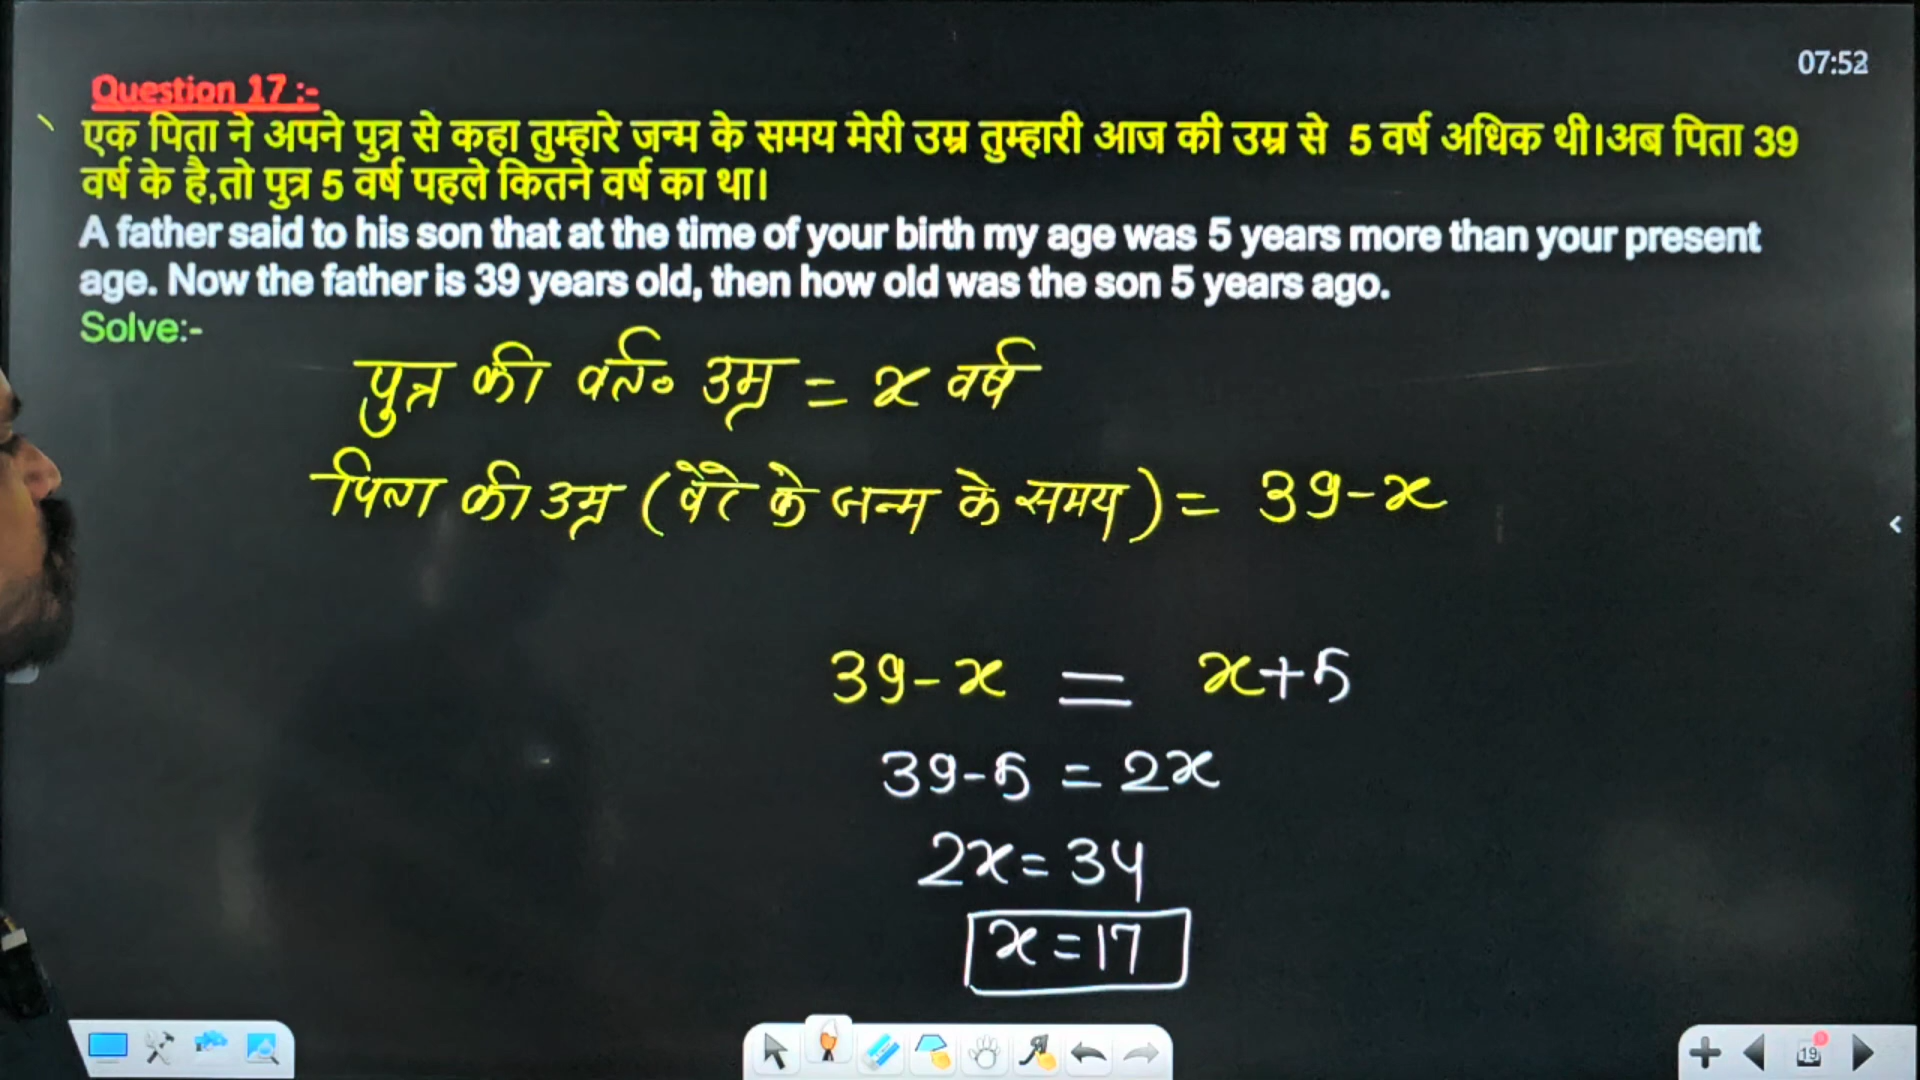 07:52
Question 17 :-
एक पिता ने अपने पुत्र से कहा तुम्हारे जन्म के समय मेरी उम्र तुम्हारी आज की उम्र से 5 वर्ष अधिक थी।अब पिता 39
वर्ष के है,तो पुत्र 5 वर्ष पहले कितने वर्ष का था।
A father said to his son that at the time of your birth my age was 5 years more than your present
age. Now the father is 39 years old, then how old was the son 5 years ago.
Solve:-
पुत्र की वर्त० उम्र = x वर्ष
पिता की उम्र (बेटे के जन्म के समय) = 39-x
39-x = x+5
39-5 = 2x
2x=34
x=17
19